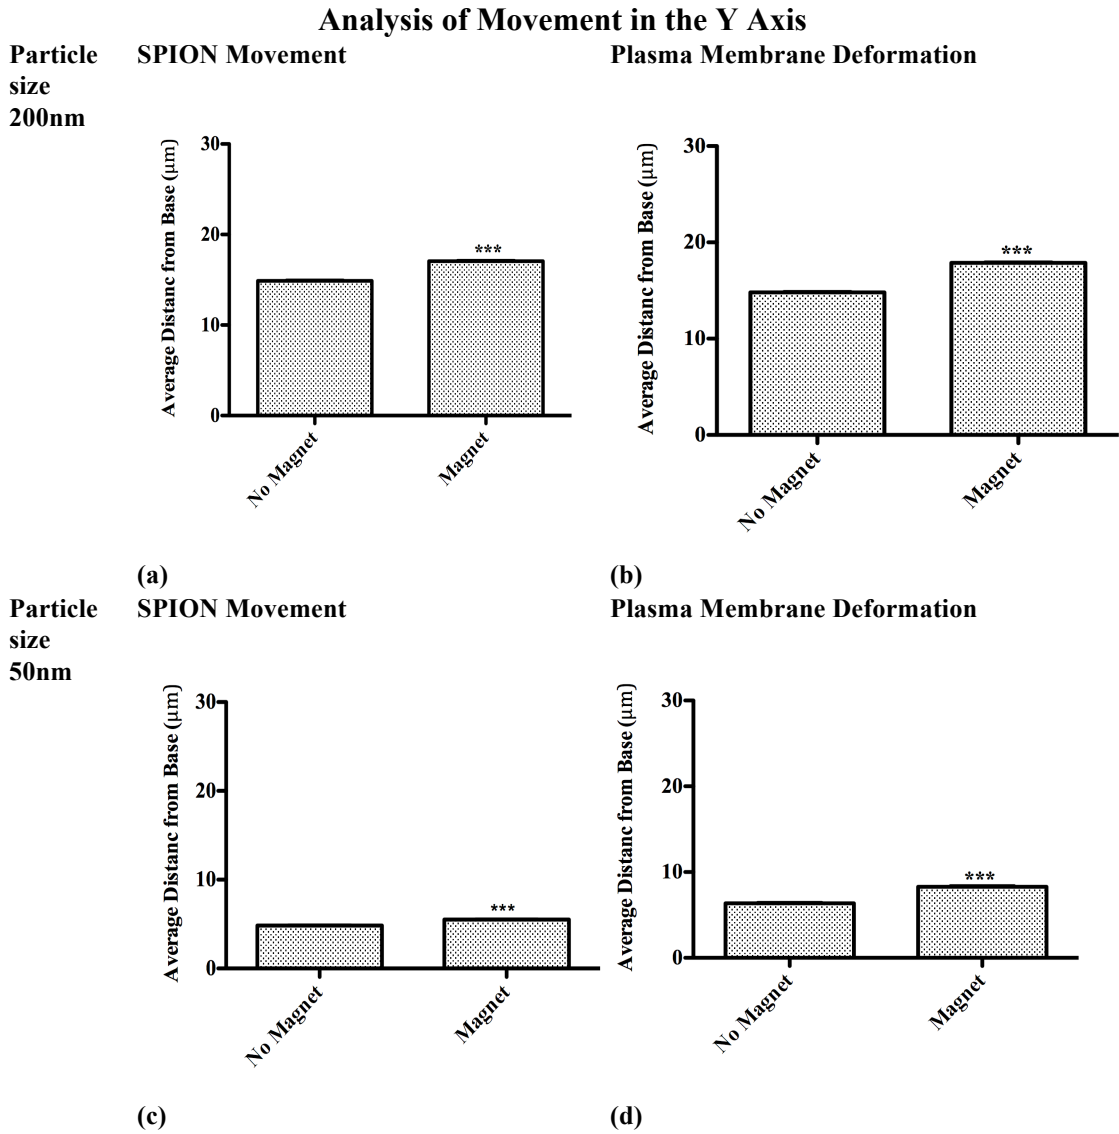 Analysis of Movement in the Y Axis
Particle
size
200nm
SPION Movement
Plasma Membrane Deformation
Average Distanc from Base (μm)
30
20
10
0
***
No Magnet
Magnet
Average Distanc from Base (μm)
30
20
10
0
***
No Magnet
Magnet
(a)
(b)
Particle
size
50nm
SPION Movement
Plasma Membrane Deformation
Average Distanc from Base (μm)
30
20
10
0
***
No Magnet
Magnet
Average Distanc from Base (μm)
30
20
10
0
***
No Magnet
Magnet
(c)
(d)